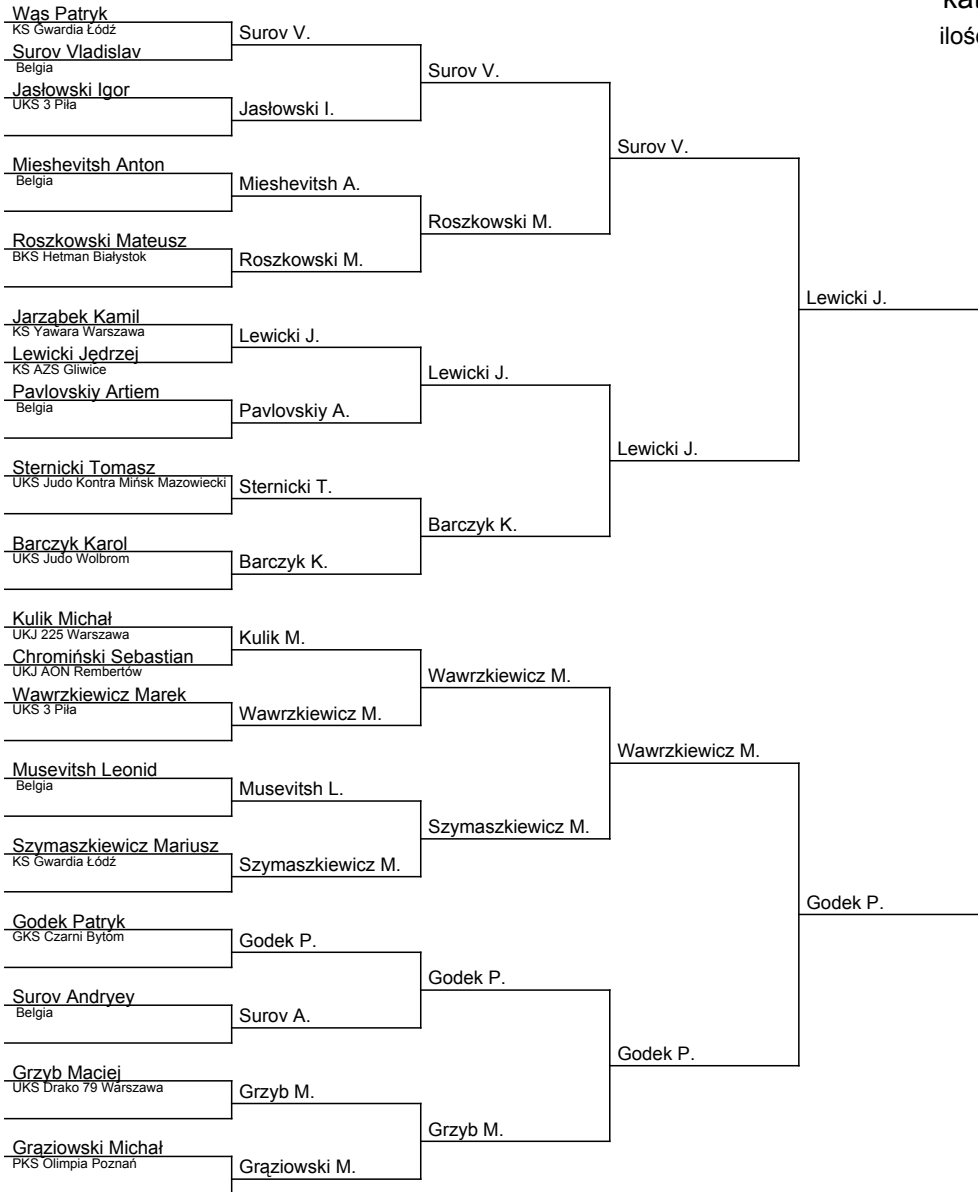 kat
ilość
Wąs Patryk
KS Gwardia Łódź
Surov Vladislav
Belgia
Jasłowski Igor
UKS 3 Piła
Mieshevitsh Anton
Belgia
Roszkowski Mateusz
BKS Hetman Białystok
Jarząbek Kamil
KS Yawara Warszawa
Lewicki Jędrzej
KS AZS Gliwice
Pavlovskiy Artiem
Belgia
Sternicki Tomasz
UKS Judo Kontra Mińsk Mazowiecki
Barczyk Karol
UKS Judo Wolbrom
Kulik Michał
UKJ 225 Warszawa
Chromiński Sebastian
UKJ AON Rembertów
Wawrzkiewicz Marek
UKS 3 Piła
Musevitsh Leonid
Belgia
Szymaszkiewicz Mariusz
KS Gwardia Łódź
Godek Patryk
GKS Czarni Bytom
Surov Andryey
Belgia
Grzyb Maciej
UKS Drako 79 Warszawa
Grąziowski Michał
PKS Olimpia Poznań
Surov V.
Jasłowski I.
Mieshevitsh A.
Roszkowski M.
Lewicki J.
Pavlovskiy A.
Sternicki T.
Barczyk K.
Kulik M.
Wawrzkiewicz M.
Musevitsh L.
Szymaszkiewicz M.
Godek P.
Surov A.
Grzyb M.
Grąziowski M.
Surov V.
Roszkowski M.
Lewicki J.
Barczyk K.
Wawrzkiewicz M.
Szymaszkiewicz M.
Godek P.
Grzyb M.
Surov V.
Lewicki J.
Wawrzkiewicz M.
Godek P.
Lewicki J.
Godek P.